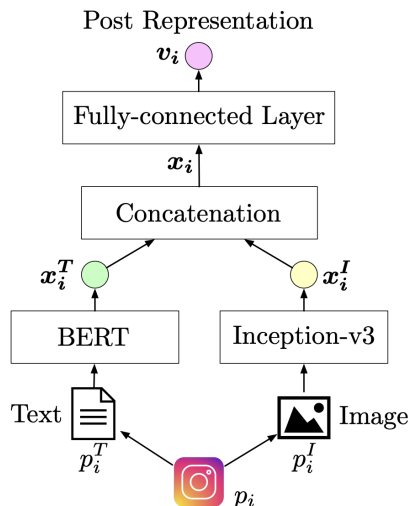 Post Representation
v_i
Fully-connected Layer
x_i
Concatenation
x_i^T x_i^I
BERT Inception-v3
Text Image
p_i^T p_i^I
p_i